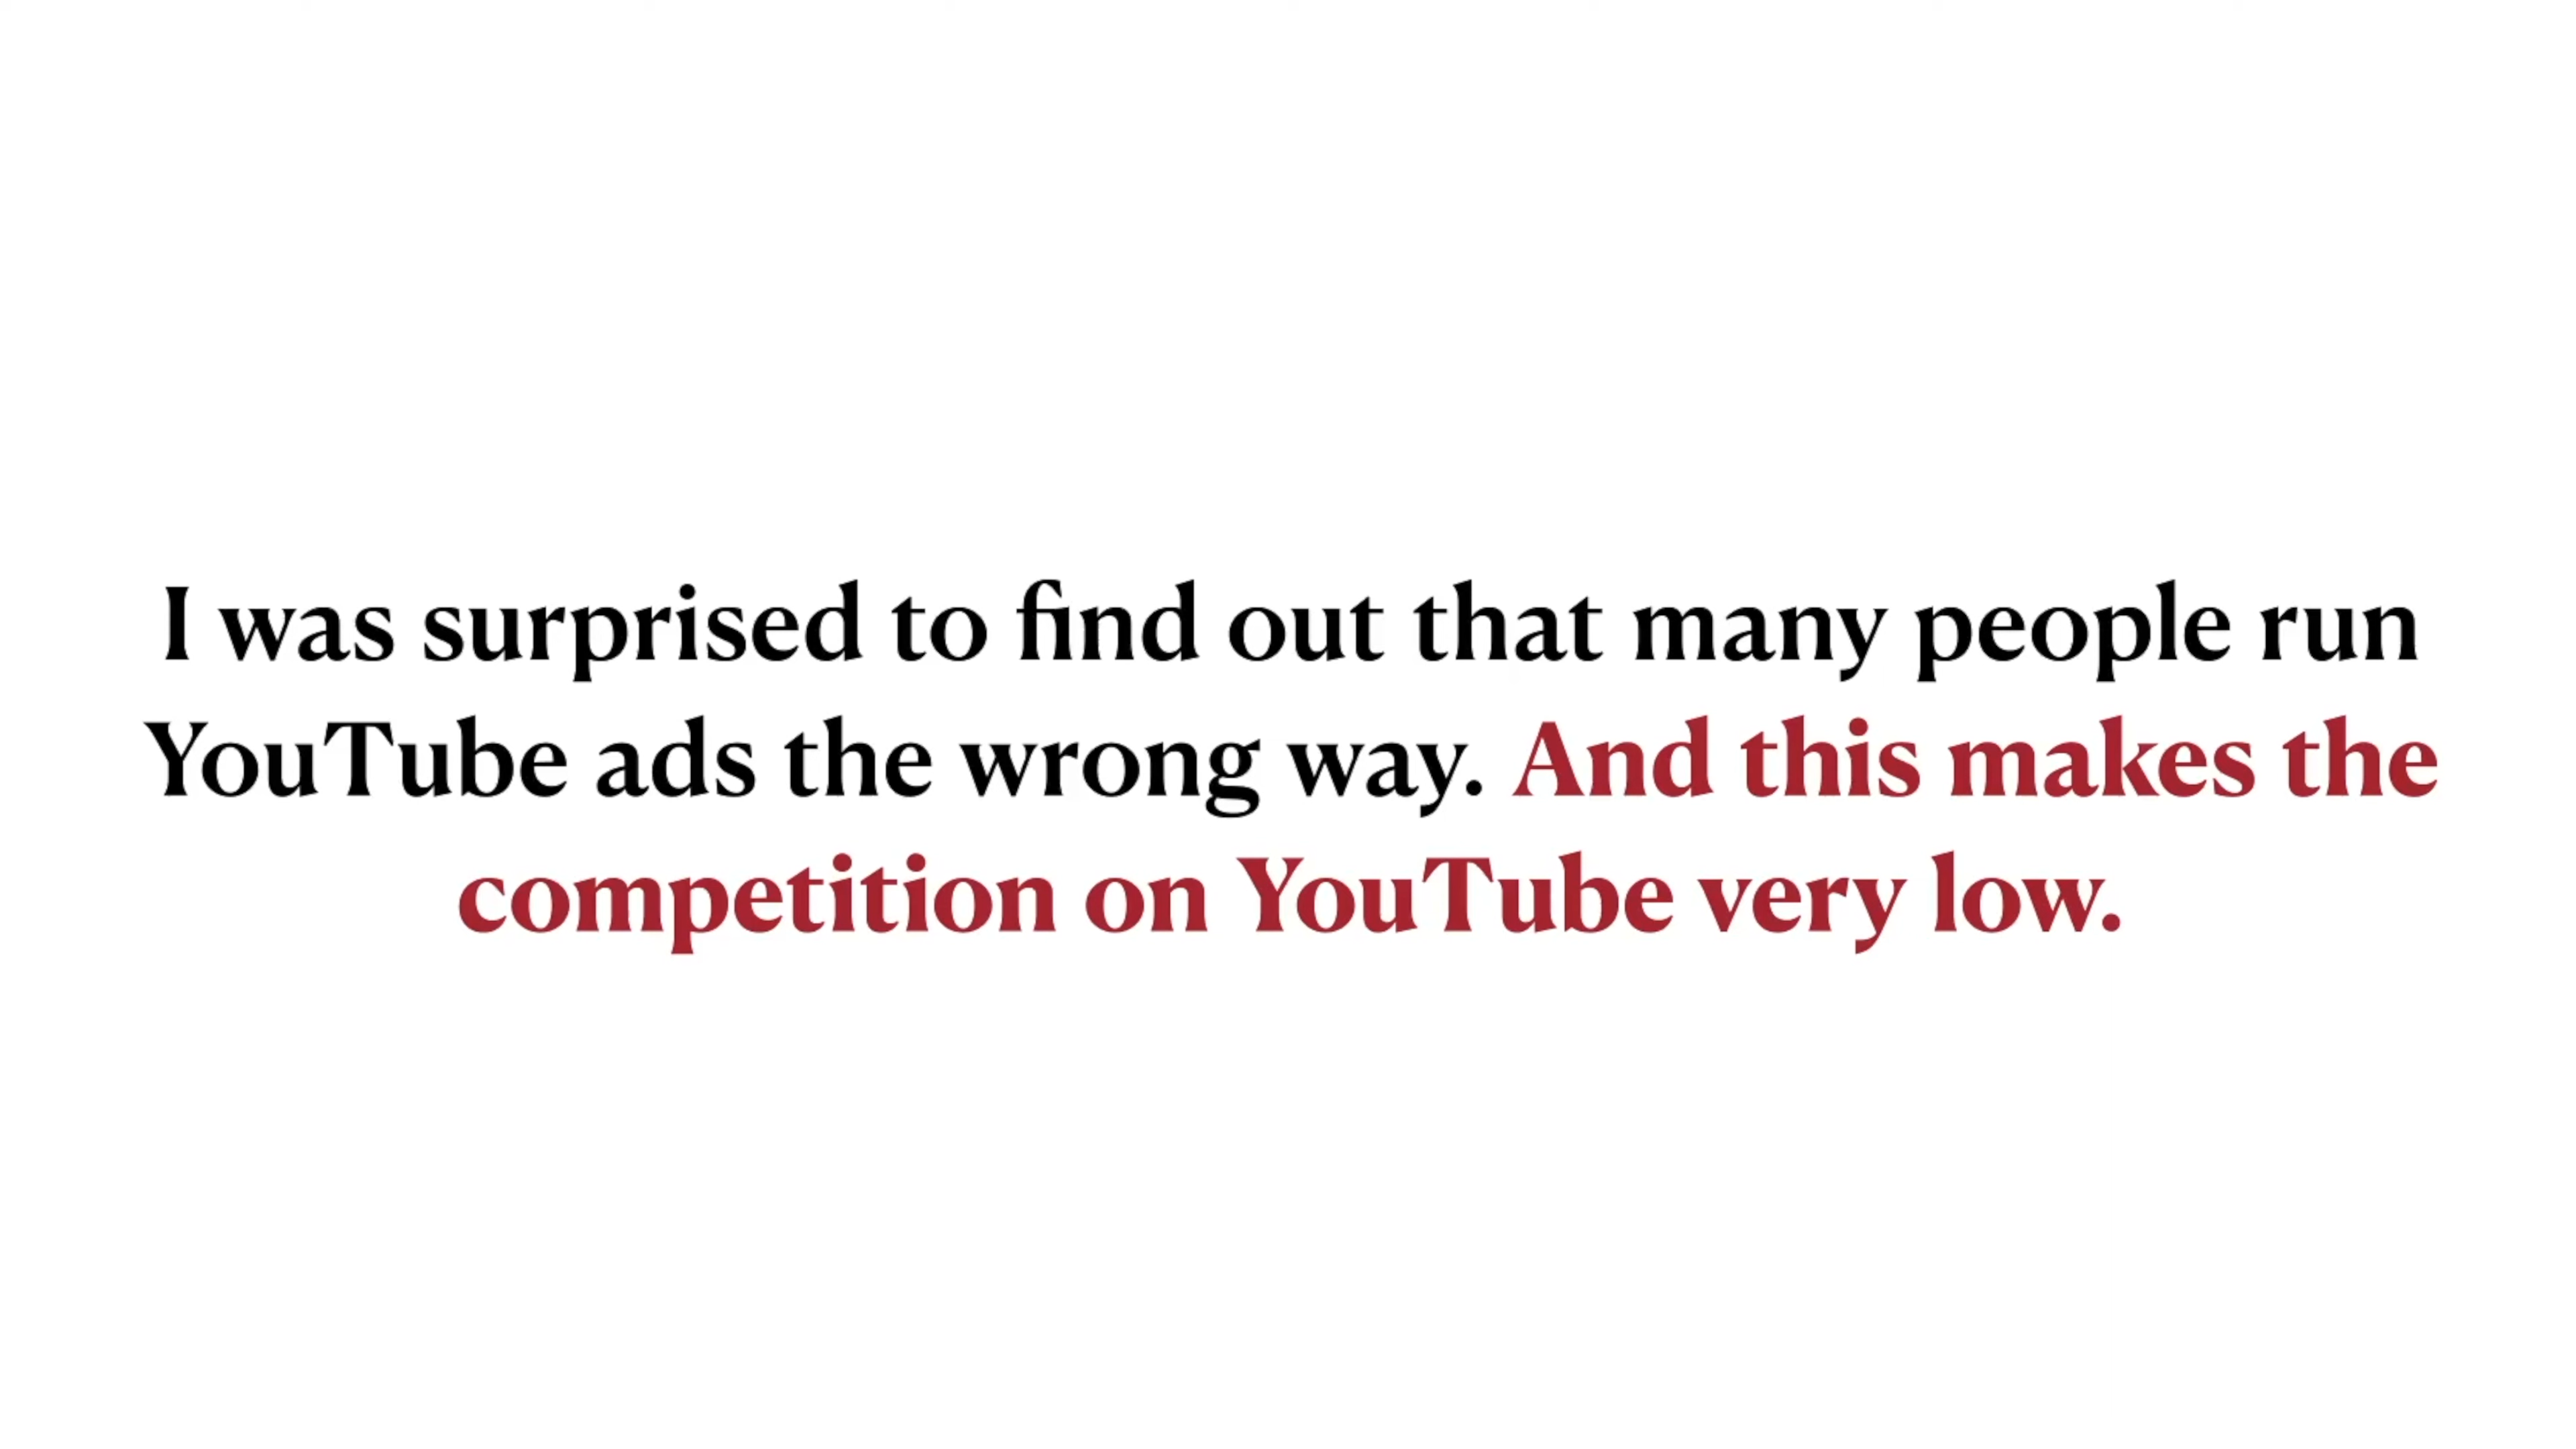 I was surprised to find out that many people run
YouTube ads the wrong way. And this makes the
competition on YouTube very low.